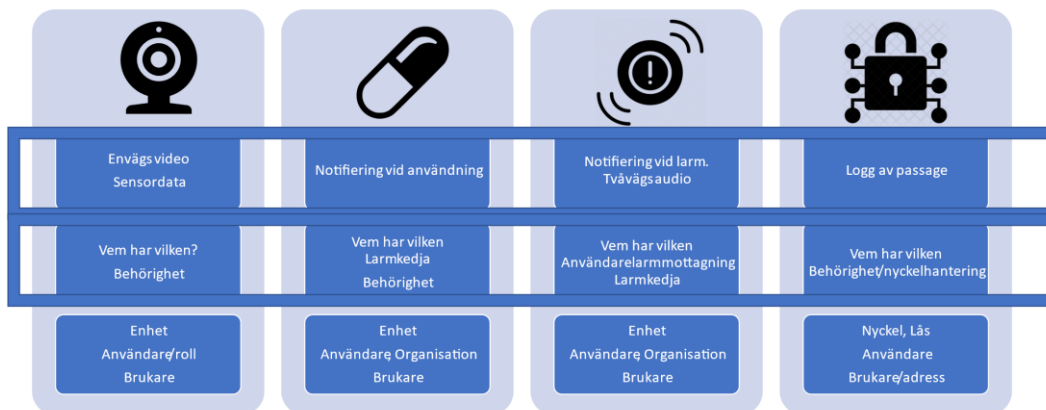 Envägs video
Sensordata
Notifiering vid användning
Notifiering vid larm.
Tvåvägs audio
Logg av passage
Vem har vilken?
Behörighet
Vem har vilken
Larmkedja
Behörighet
Vem har vilken
Användarelarmmottagning
Larmkedja
Vem har vilken
Behörighet/nyckelhantering
Enhet
Användare/roll
Brukare
Enhet
Användare, Organisation
Brukare
Enhet
Användare, Organisation
Brukare
Nyckel, Lås
Användare
Brukare/adress